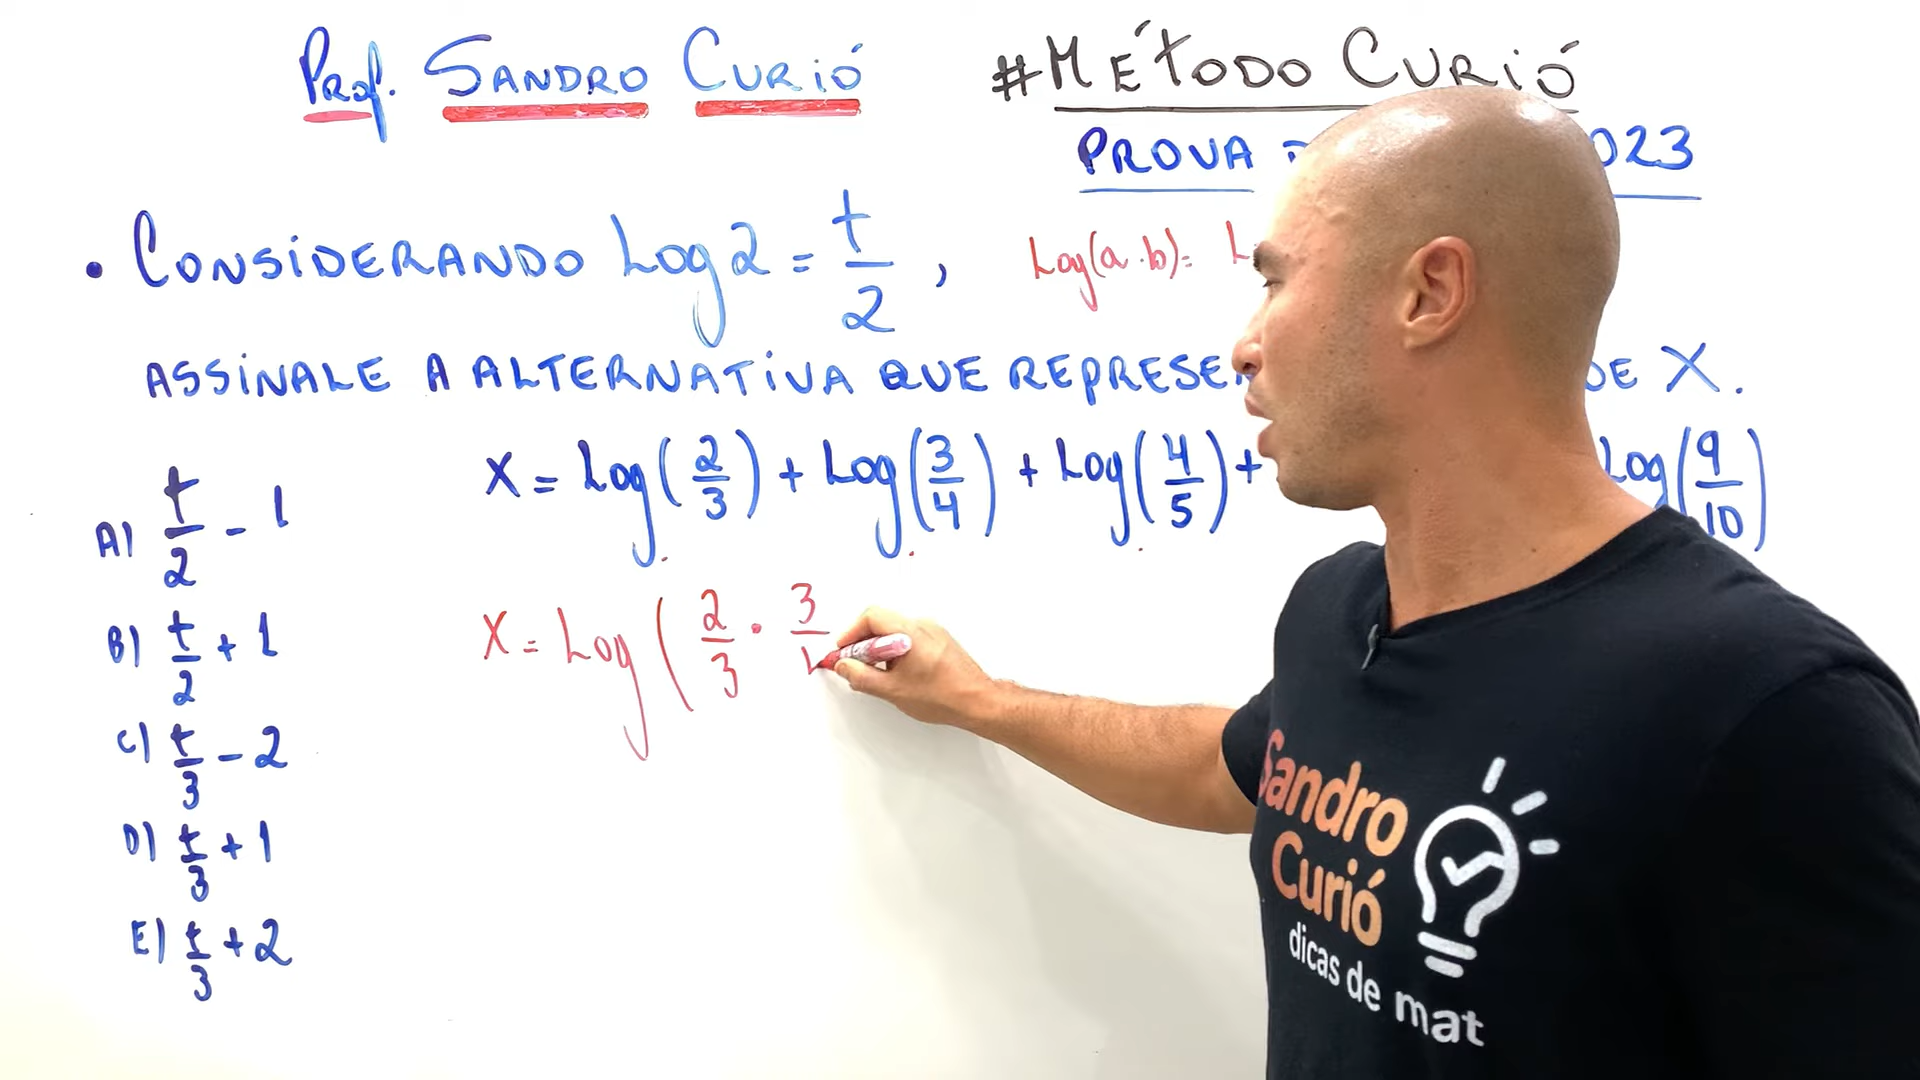 Prof. SANDRO CURIÓ
#MÉTODO CURIÓ
PROVA 2023
• CONSIDERANDO Log 2 = t/2 ,
Log(a · b) =
ASSINALE A ALTERNATIVA QUE DE X.
X = Log(2/3) + Log(3/4) + Log(4/5) + Log(9/10)
A) t/2 - 1
B) t/2 + 1
C) t/3 - 2
D) t/3 + 1
E) t/3 + 2
X = Log ( 2/3 · 3/
Sandro
Curió
dicas de mat